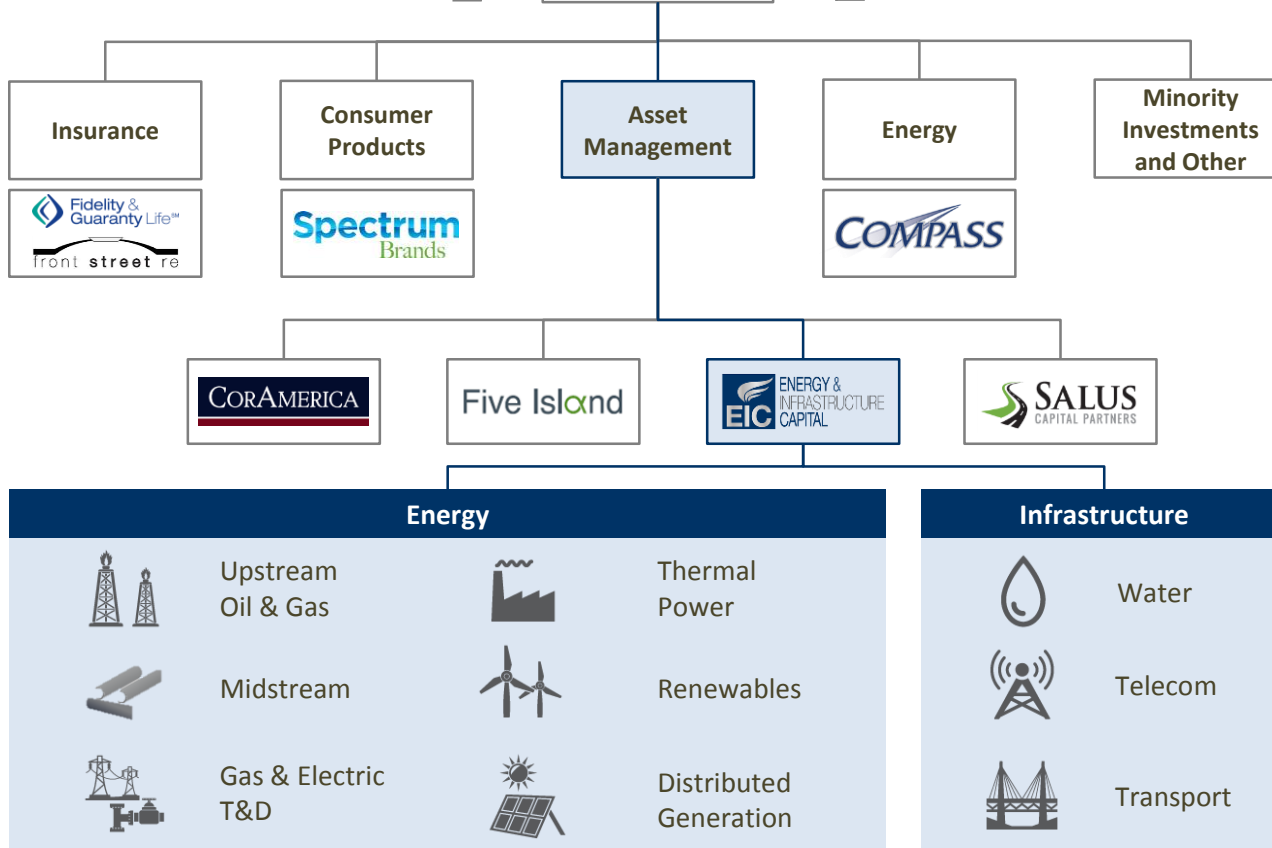 Insurance
Consumer
Products
Asset
Management
Energy
Minority
Investments
and Other
Fidelity &
Guaranty Life℠
front street re
Spectrum
Brands
COMPASS
CORAMERICA
Five Island
EIC
ENERGY &
INFRASTRUCTURE
CAPITAL
SALUS
CAPITAL PARTNERS
Energy
Upstream
Oil & Gas
Thermal
Power
Midstream
Renewables
Gas & Electric
T&D
Distributed
Generation
Infrastructure
Water
Telecom
Transport